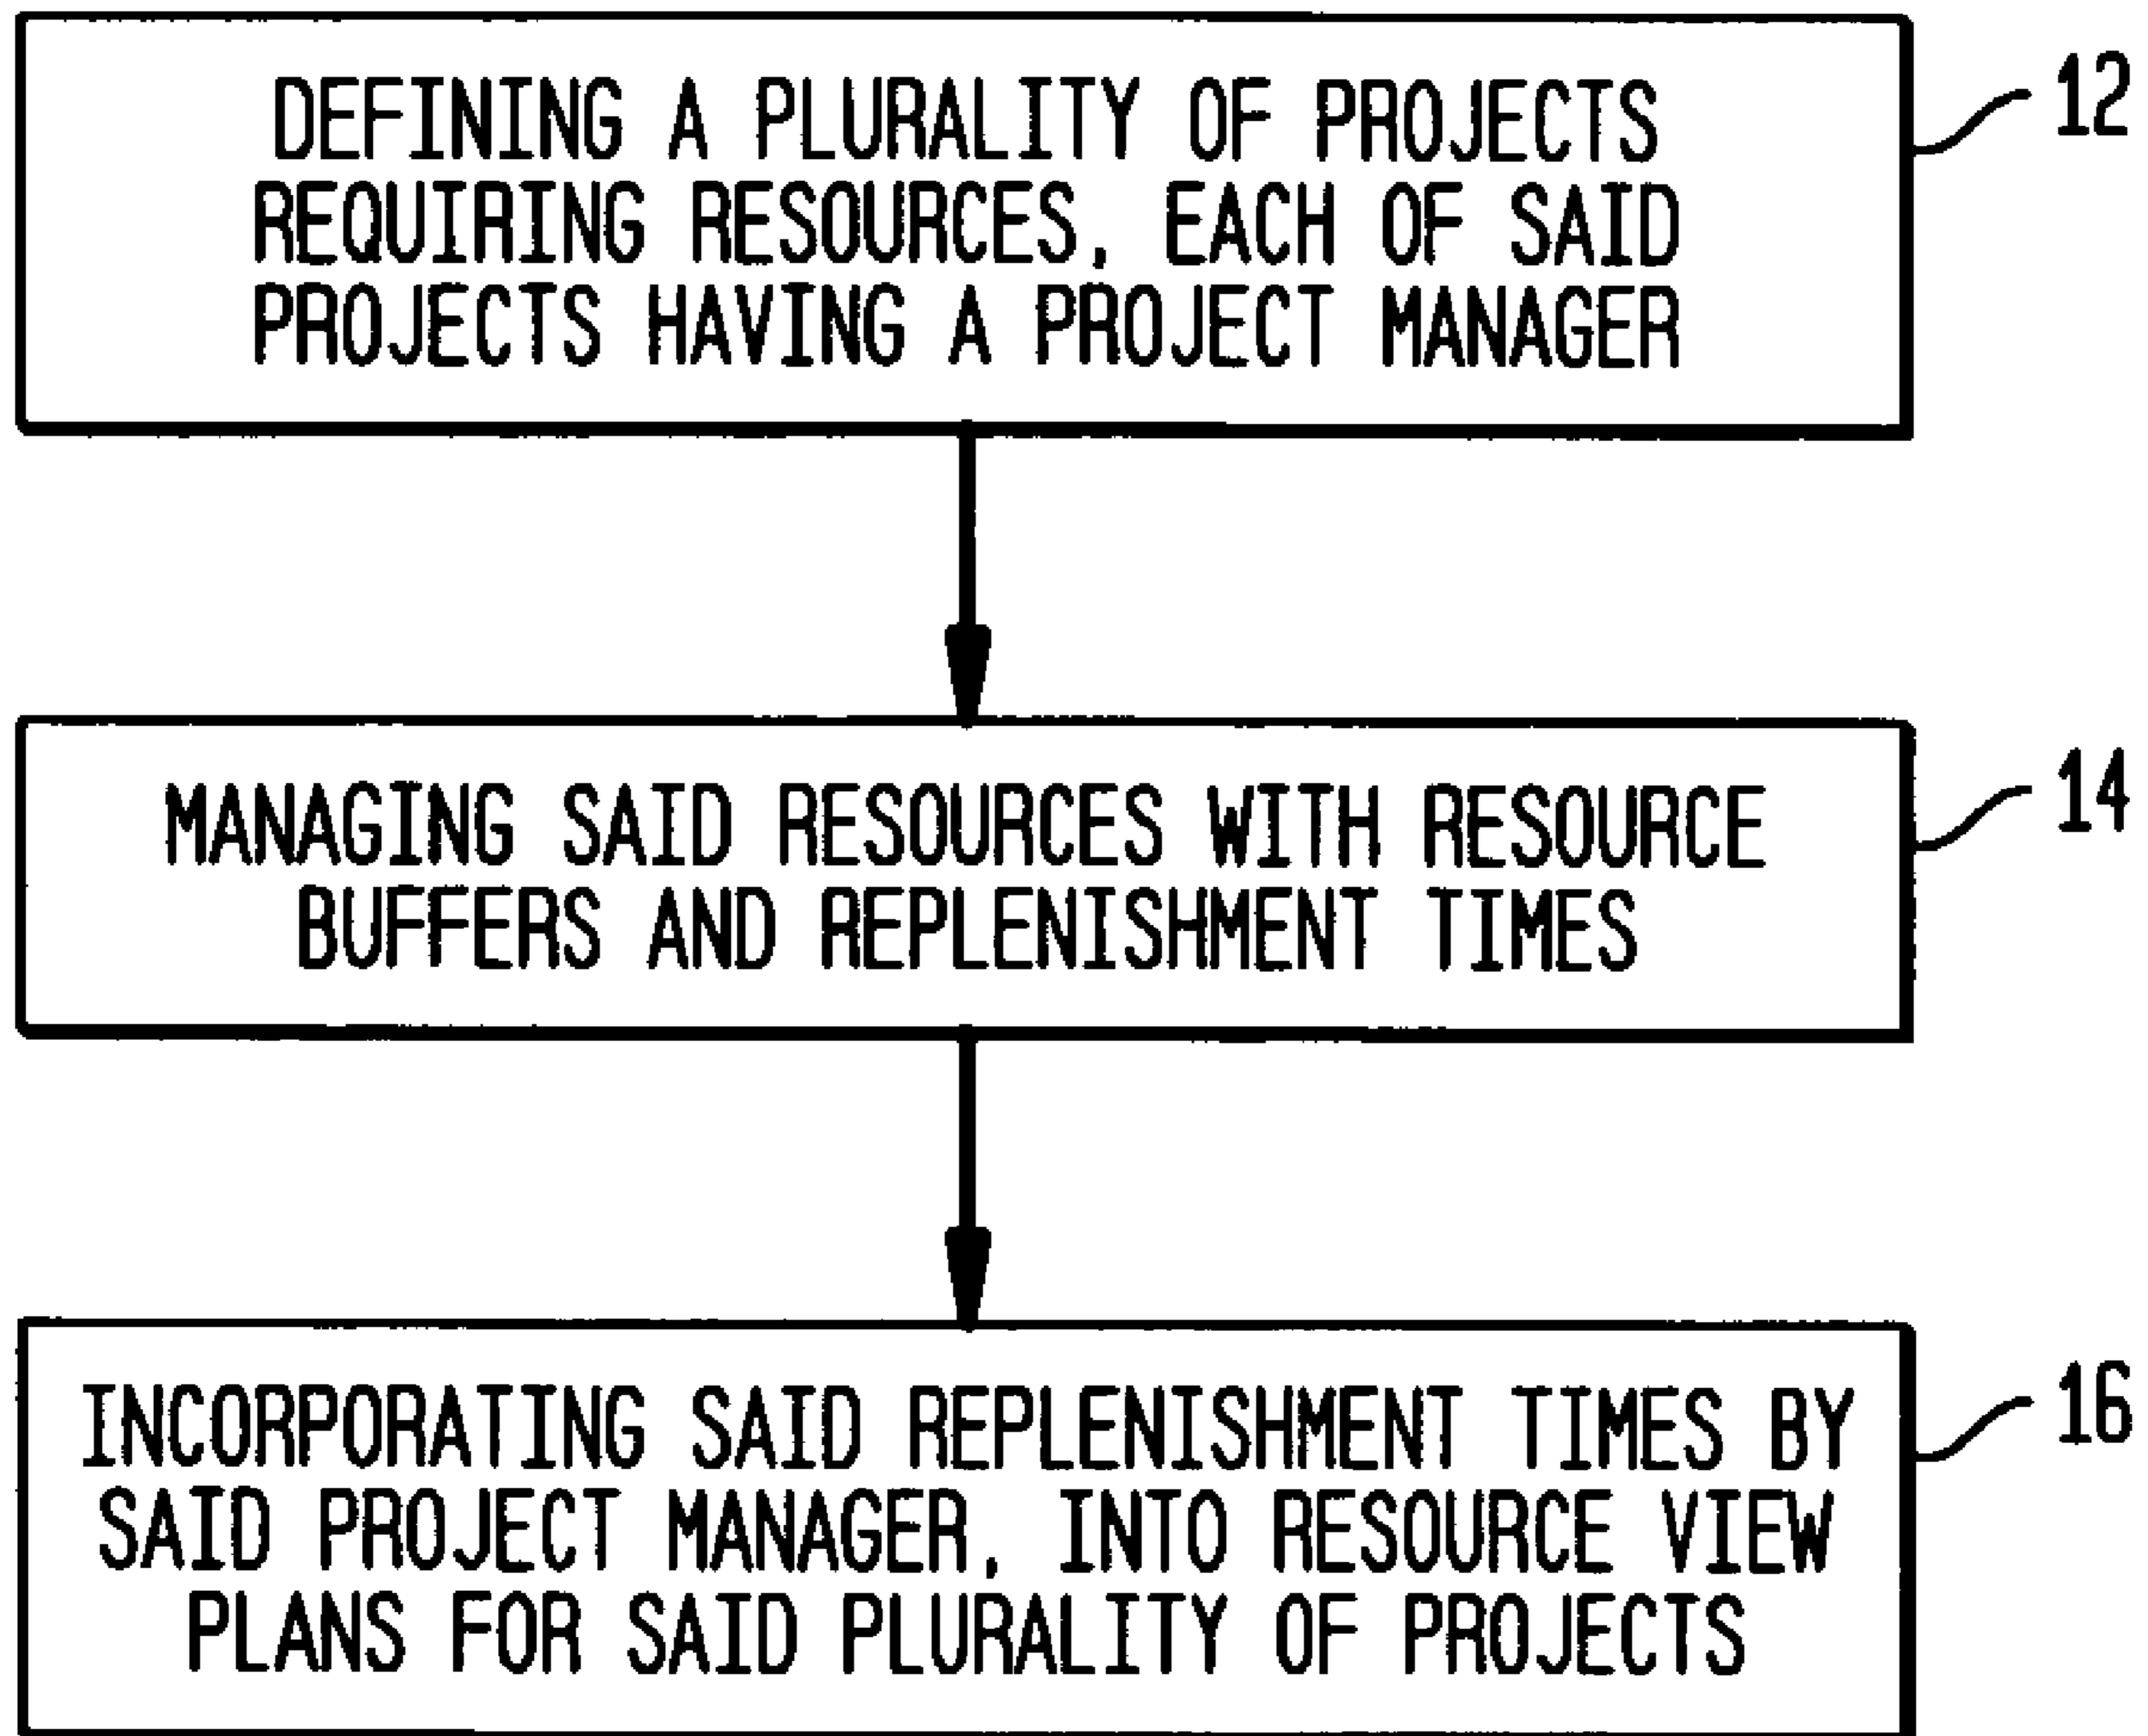 DEFINING A PLURALITY OF PROJECTS
REQUIRING RESOURCES, EACH OF SAID
PROJECTS HAVING A PROJECT MANAGER
12
MANAGING SAID RESOURCES WITH RESOURCE
BUFFERS AND REPLENISHMENT TIMES
14
INCORPORATING SAID REPLENISHMENT TIMES BY
SAID PROJECT MANAGER, INTO RESOURCE VIEW
PLANS FOR SAID PLURALITY OF PROJECTS
16